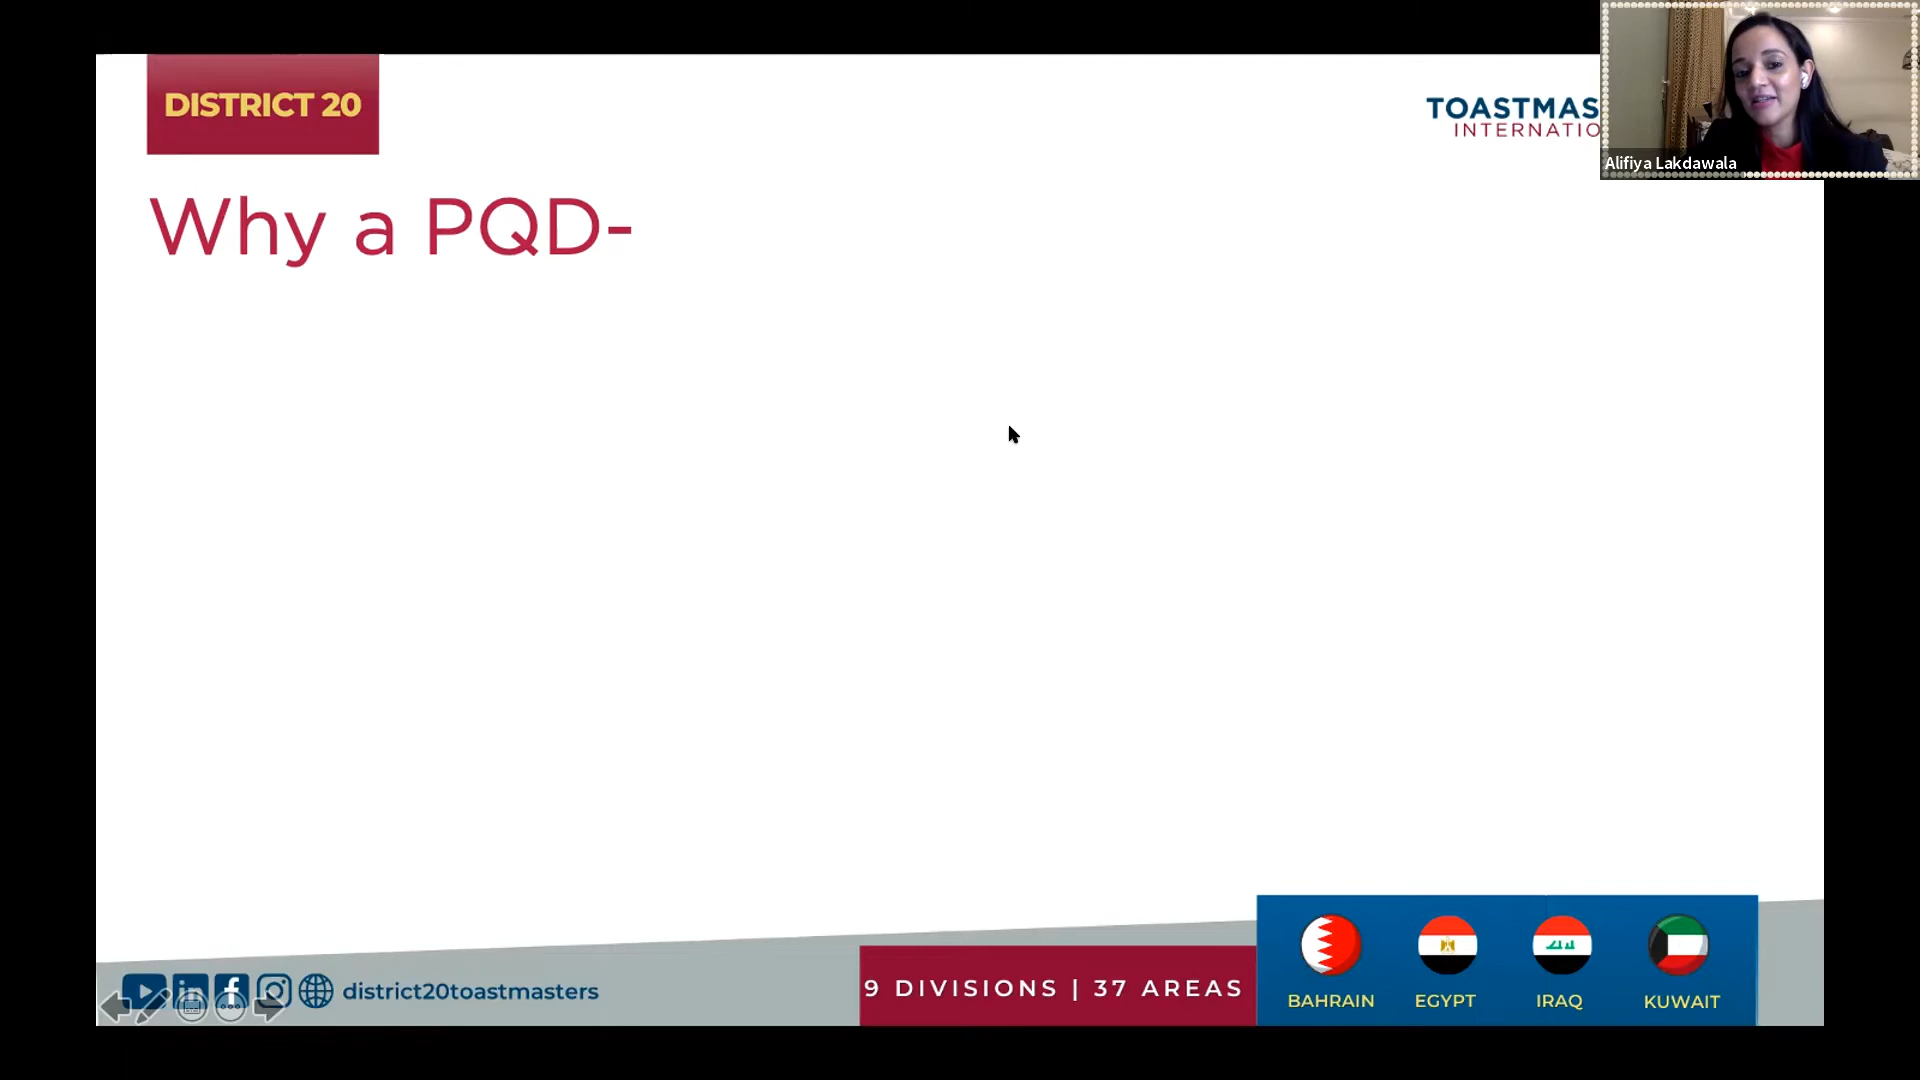 DISTRICT 20
TOASTMAS
INTERNATIO
Alifiya Lakdawala
Why a PQD-
district20toastmasters
9 DIVISIONS | 37 AREAS
BAHRAIN
EGYPT
IRAQ
KUWAIT